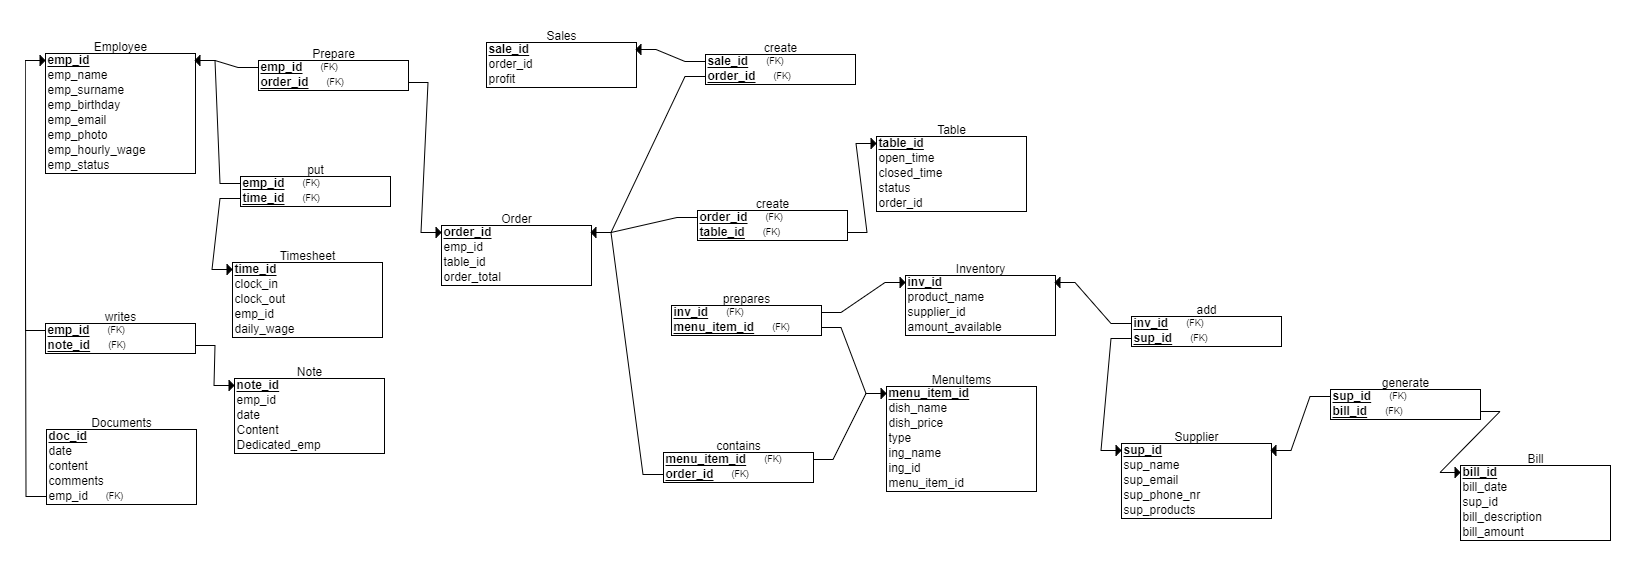 Employee
emp_id
emp_name
emp_surname
emp_birthday
emp_email
emp_photo
emp_hourly_wage
emp_status
Prepare
emp_id (FK)
order_id (FK)
put
emp_id (FK)
time_id (FK)
Timesheet
time_id
clock_in
clock_out
emp_id
daily_wage
writes
emp_id (FK)
note_id (FK)
Note
note_id
emp_id
date
Content
Dedicated_emp
Documents
doc_id
date
content
comments
emp_id (FK)
Sales
sale_id
order_id
profit
create
sale_id (FK)
order_id (FK)
Order
order_id
emp_id
table_id
order_total
create
order_id (FK)
table_id (FK)
Table
table_id
open_time
closed_time
status
order_id
prepares
inv_id (FK)
menu_item_id (FK)
Inventory
inv_id
product_name
supplier_id
amount_available
contains
menu_item_id (FK)
order_id (FK)
MenuItems
menu_item_id
dish_name
dish_price
type
ing_name
ing_id
menu_item_id
add
inv_id (FK)
sup_id (FK)
Supplier
sup_id
sup_name
sup_email
sup_phone_nr
sup_products
generate
sup_id (FK)
bill_id (FK)
Bill
bill_id
bill_date
sup_id
bill_description
bill_amount